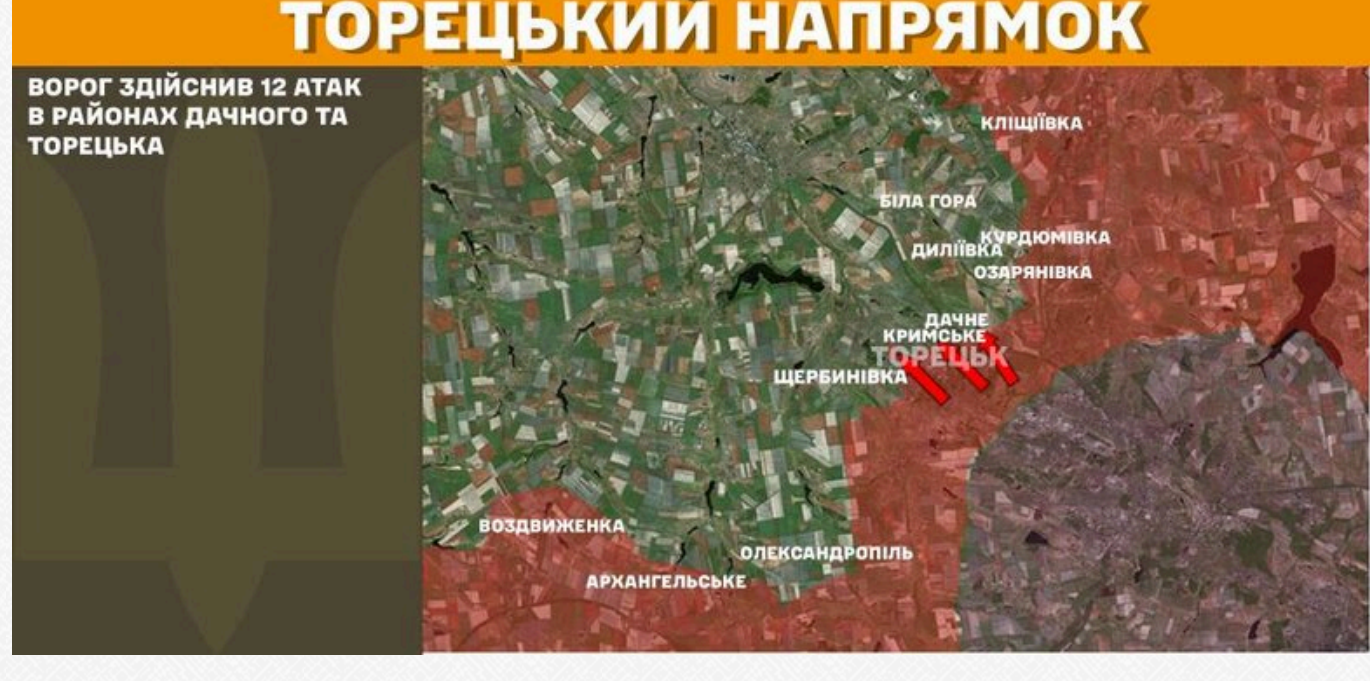 ТОРЕЦЬКИЙ НАПРЯМОК
ВОРОГ ЗДІЙСНИВ 12 АТАК
В РАЙОНАХ ДАЧНОГО ТА
ТОРЕЦЬКА
КЛІЩІЇВКА
БІЛА ГОРА
КУРДЮМІВКА
ДИЛІЇВКА
ОЗАРЯНІВКА
ДАЧНЕ
КРИМСЬКЕ
ТОРЕЦЬК
ЩЕРБИНІВКА
ВОЗДВИЖЕНКА
ОЛЕКСАНДРОПІЛЬ
АРХАНГЕЛЬСЬКЕ